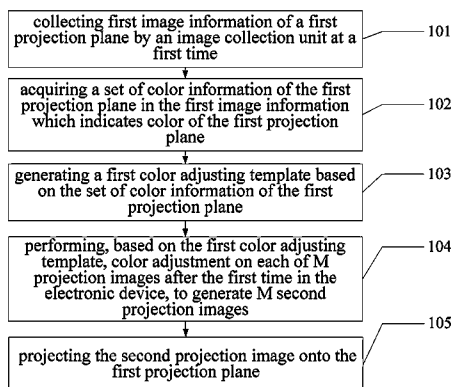 collecting first image information of a first
projection plane by an image collection unit at a
first time
101
acquiring a set of color information of the first
projection plane in the first image information
which indicates color of the first projection
plane
102
generating a first color adjusting template based
on the set of color information of the first
projection plane
103
performing, based on the first color adjusting
template, color adjustment on each of M
projection images after the first time in the
electronic device, to generate M second
projection images
104
projecting the second projection image onto the
first projection plane
105